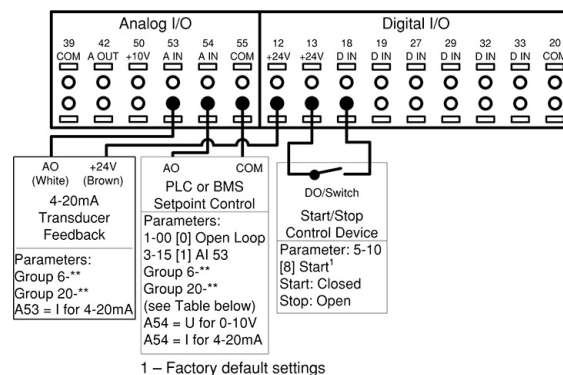 Analog I/O
Digital I/O
39 42 50 53 54 55 12 13 18 19 27 29 32 33 20
COM A OUT +10V A IN A IN COM +24V +24V D IN D IN D IN D IN D IN D IN COM
AO +24V
(White) (Brown)
4-20mA
Transducer
Feedback
Parameters:
Group 6-**
Group 20-**
A53 = I for 4-20mA
AO COM
PLC or BMS
Setpoint Control
Parameters:
1-00 [0] Open Loop
3-15 [1] AI 53
Group 6-**
Group 20-**
(see Table below)
A54 = U for 0-10V
A54 = I for 4-20mA
DO/Switch
Start/Stop
Control Device
Parameter: 5-10
[8] Start¹
Start: Closed
Stop: Open
1 – Factory default settings